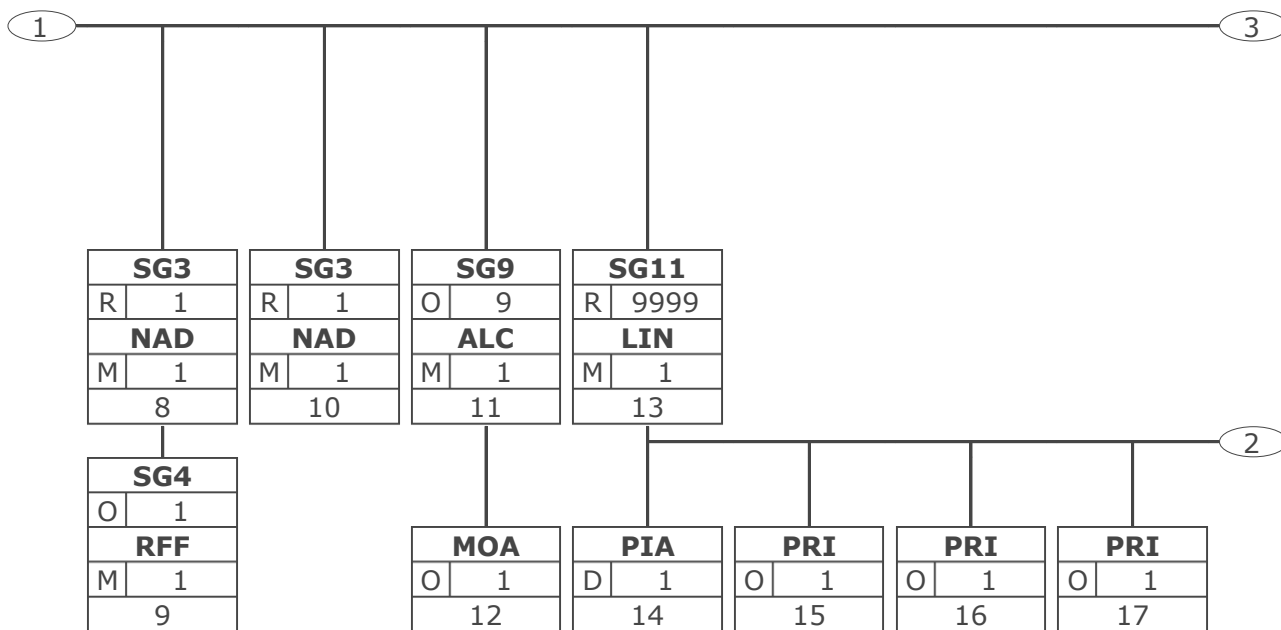 1 3
SG3 SG3 SG9 SG11
R 1 R 1 O 9 R 9999
NAD NAD ALC LIN
M 1 M 1 M 1 M 1
8 10 11 13
2
SG4
O 1
RFF MOA PIA PRI PRI PRI
M 1 O 1 D 1 O 1 O 1 O 1
9 12 14 15 16 17